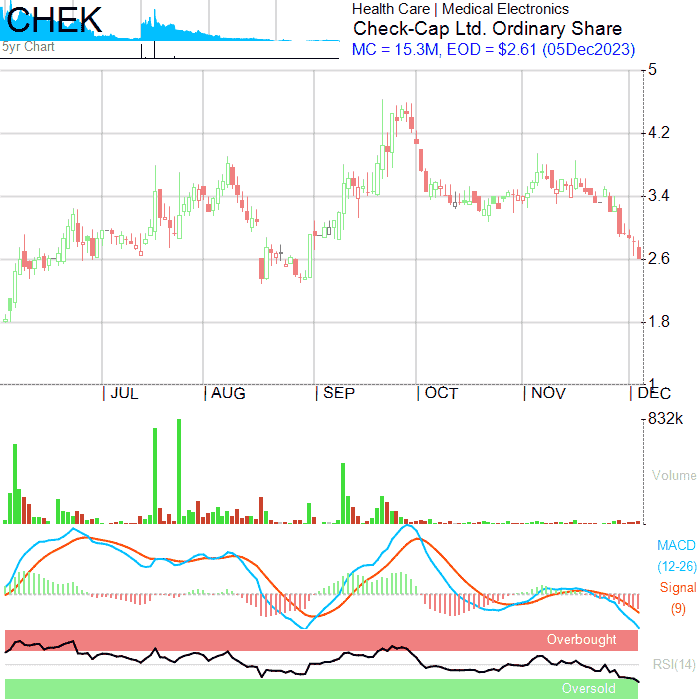 CHEK
5yr Chart
Health Care | Medical Electronics
Check-Cap Ltd. Ordinary Share
MC = 15.3M, EOD = $2.61 (05Dec2023)
5
4.2
3.4
2.6
1.8
1
| JUL | AUG | SEP | OCT | NOV | DEC
832k
Volume
MACD
(12-26)
Signal
(9)
Overbought
RSI(14)
Oversold